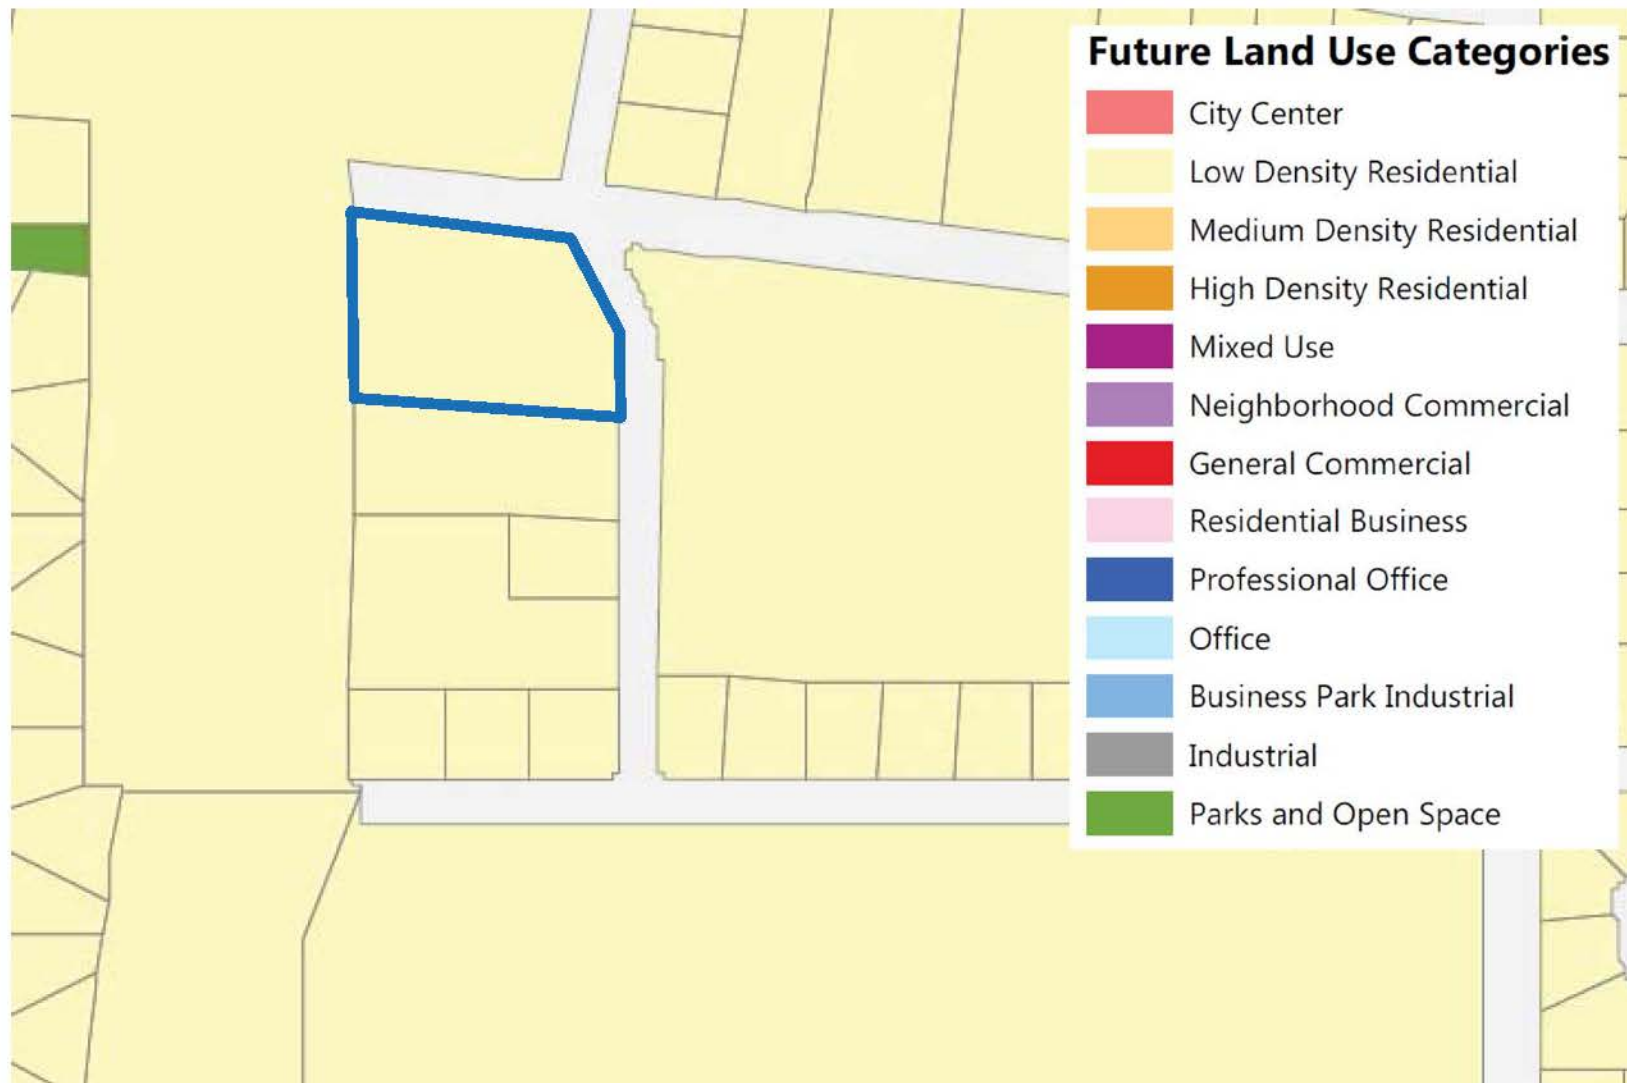 Future Land Use Categories
City Center
Low Density Residential
Medium Density Residential
High Density Residential
Mixed Use
Neighborhood Commercial
General Commercial
Residential Business
Professional Office
Office
Business Park Industrial
Industrial
Parks and Open Space